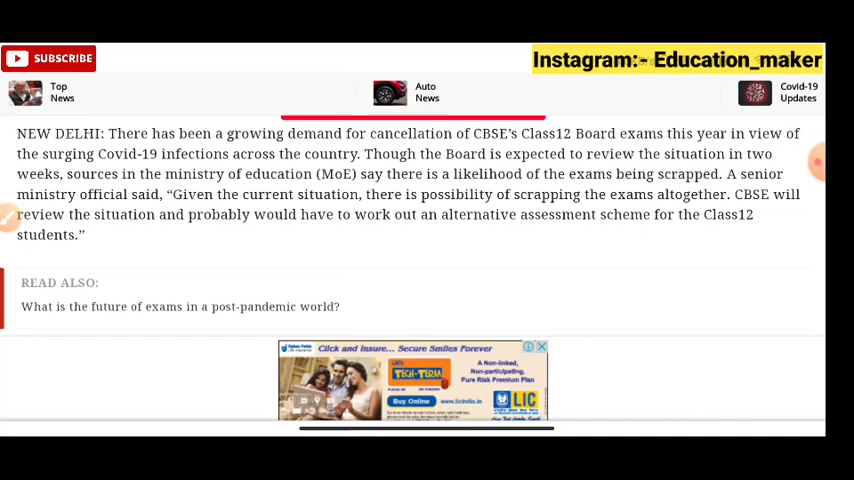 SUBSCRIBE
Instagram:- Education_maker
Top
News
Auto
News
Covid-19
Updates
NEW DELHI: There has been a growing demand for cancellation of CBSE's Class12 Board exams this year in view of
the surging Covid-19 infections across the country. Though the Board is expected to review the situation in two
weeks, sources in the ministry of education (MoE) say there is a likelihood of the exams being scrapped. A senior
ministry official said, “Given the current situation, there is possibility of scrapping the exams altogether. CBSE will
review the situation and probably would have to work out an alternative assessment scheme for the Class12
students.”
READ ALSO:
What is the future of exams in a post-pandemic world?
Click and Insure... Secure Smiles Forever
LIC's
TECH-TERM
A Non-linked,
Non-participating,
Pure Risk Premium Plan
Buy Online
www.licindia.in
LIC